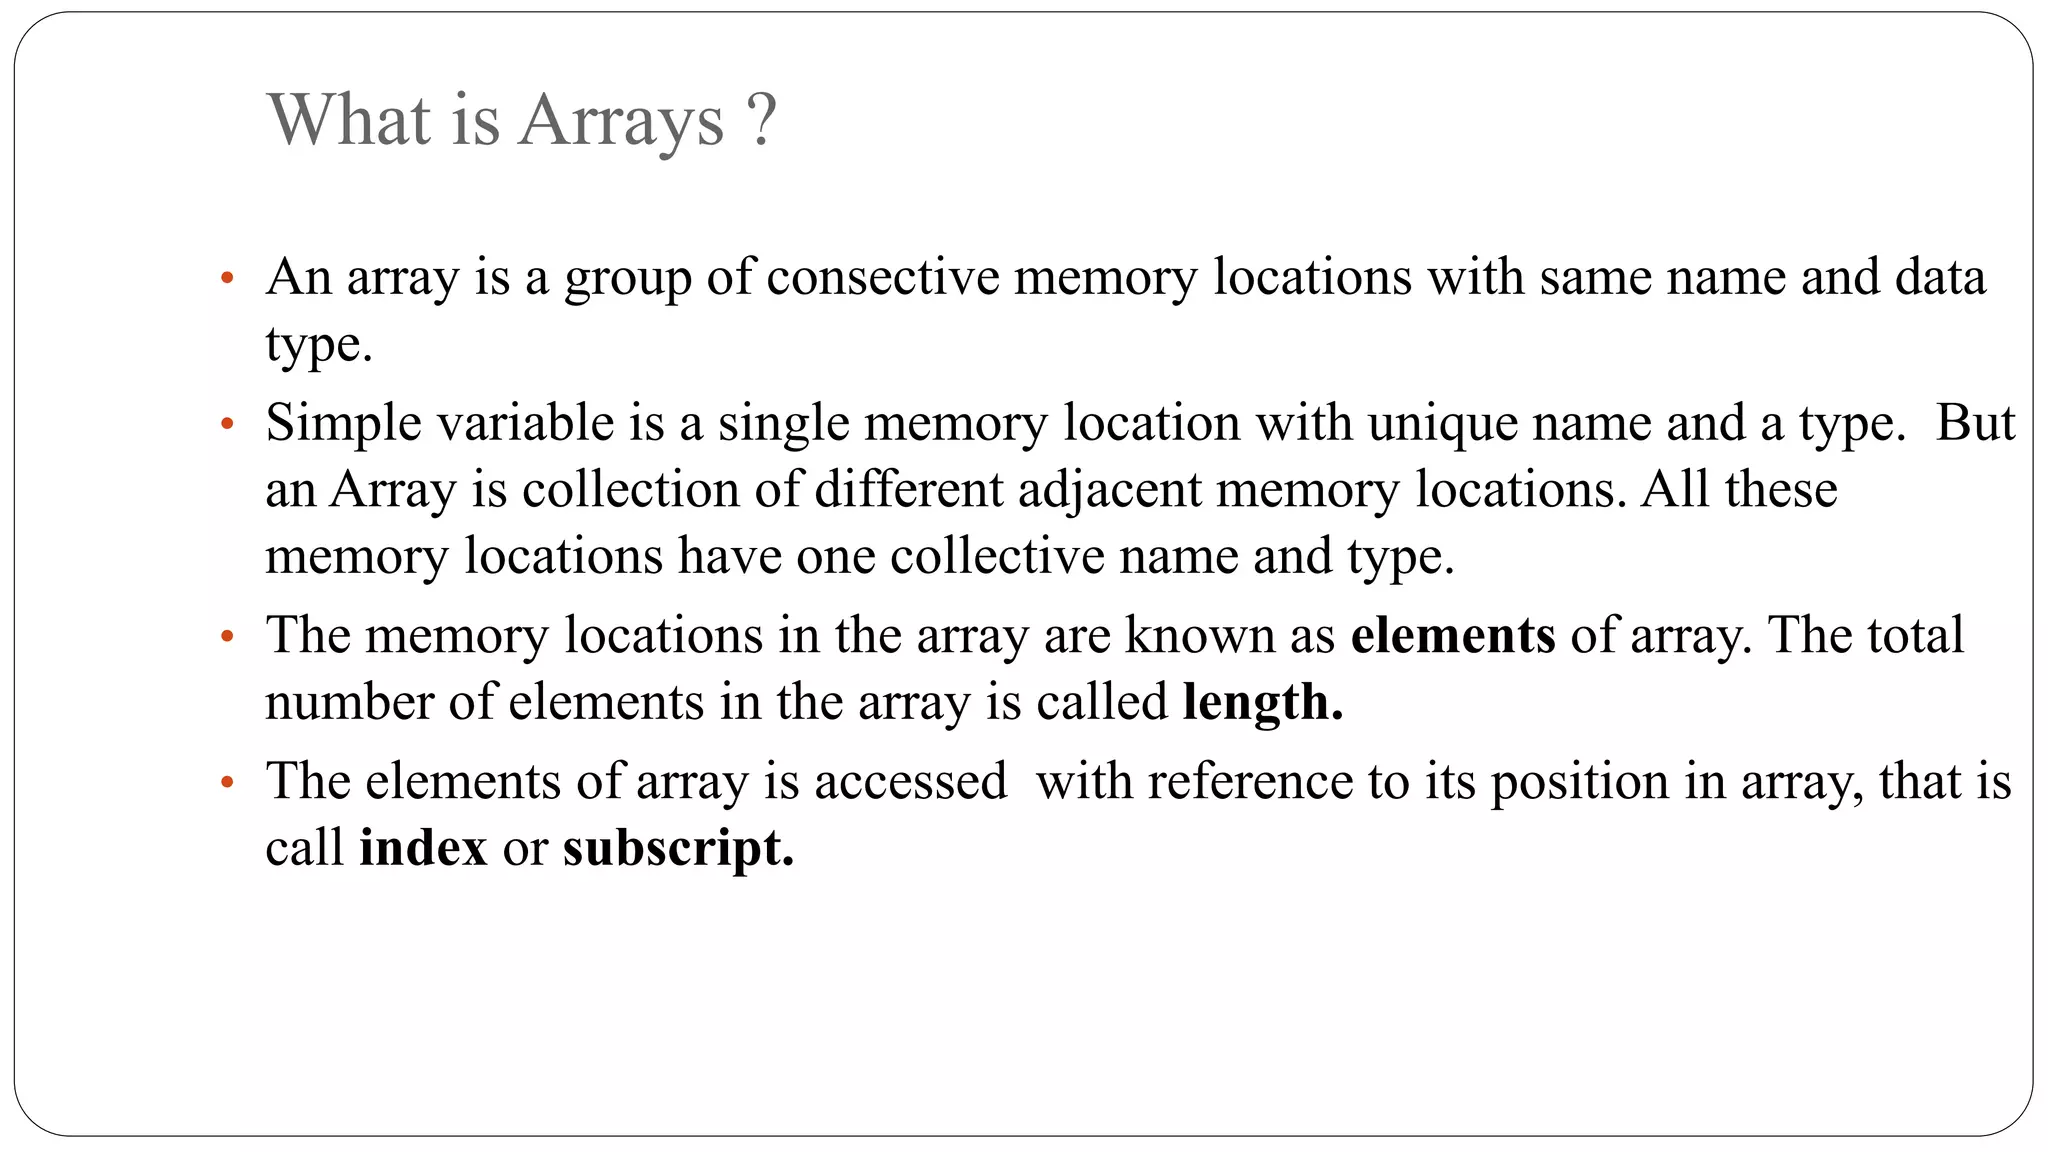 What is Arrays ?
• An array is a group of consective memory locations with same name and data
type.
• Simple variable is a single memory location with unique name and a type.  But
an Array is collection of different adjacent memory locations. All these
memory locations have one collective name and type.
• The memory locations in the array are known as elements of array. The total
number of elements in the array is called length.
• The elements of array is accessed  with reference to its position in array, that is
call index or subscript.